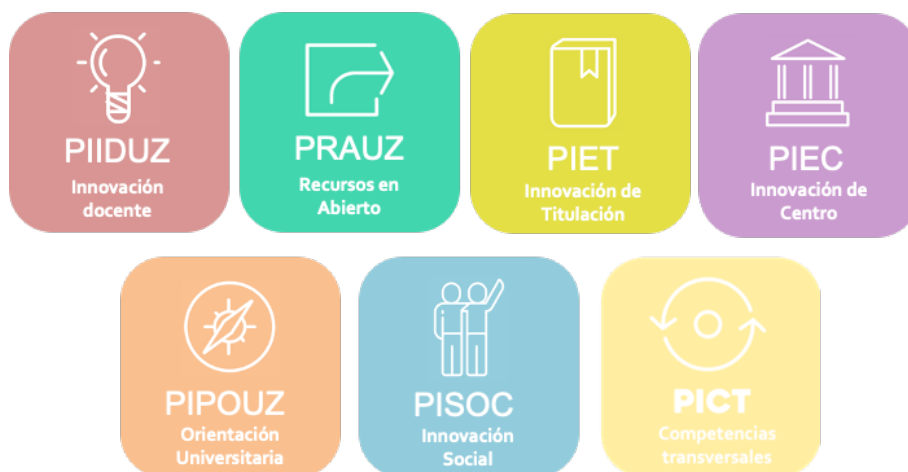 PIIDUZ
Innovación
docente
PRAUZ
Recursos en
Abierto
PIET
Innovación de
Titulación
PIEC
Innovación de
Centro
PIPOUZ
Orientación
Universitaria
PISOC
Innovación
Social
PICT
Competencias
transversales